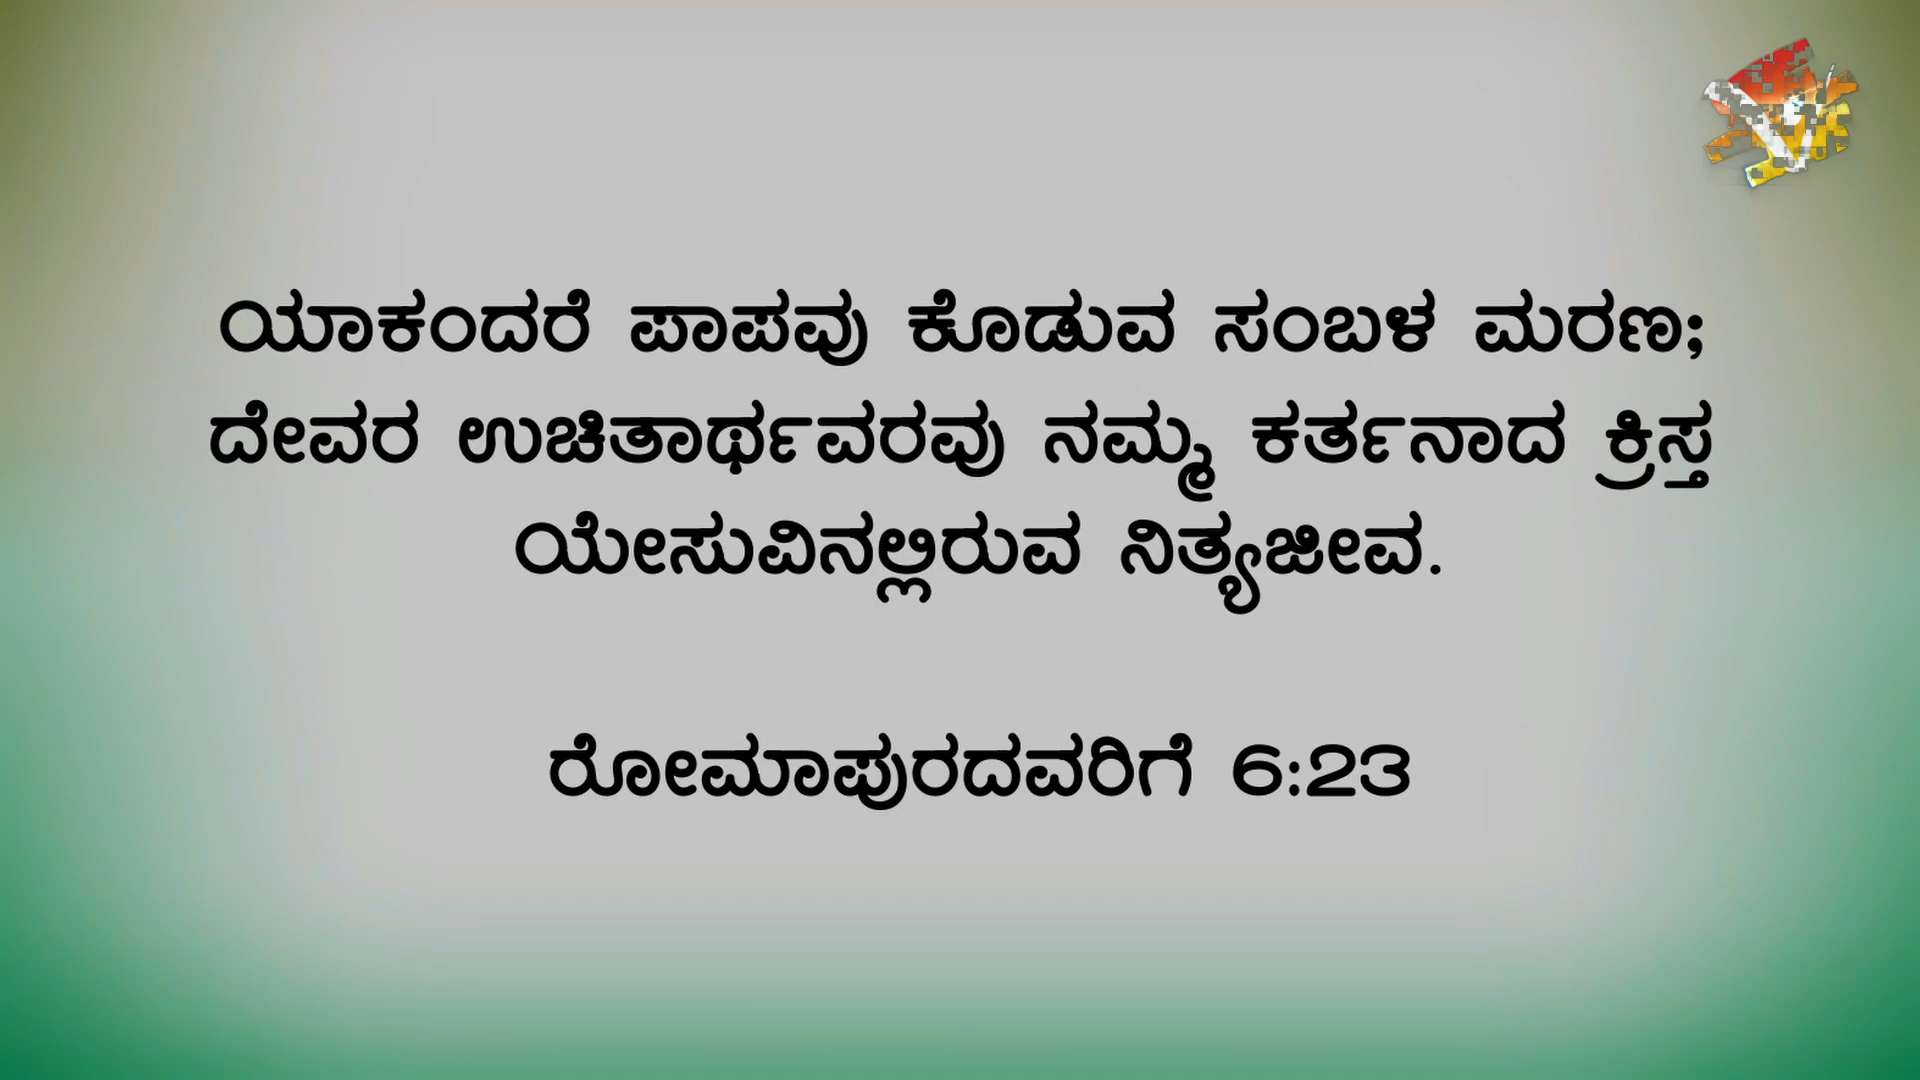 ಯಾಕಂದರೆ ಪಾಪವು ಕೊಡುವ ಸಂಬಳ ಮರಣ;
ದೇವರ ಉಚಿತಾರ್ಥವರವು ನಮ್ಮ ಕರ್ತನಾದ ಕ್ರಿಸ್ತ
ಯೇಸುವಿನಲ್ಲಿರುವ ನಿತ್ಯಜೀವ.
ರೋಮಾಪುರದವರಿಗೆ 6:23